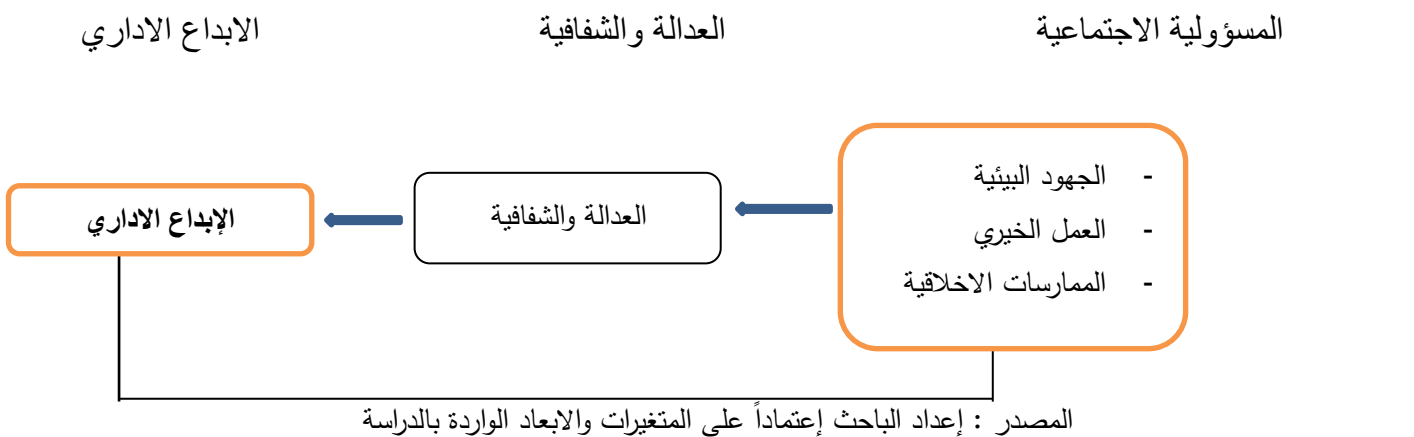 المسؤولية الاجتماعية العدالة والشفافية الابداع الاداري
- الجهود البيئية
- العمل الخيري
- الممارسات الاخلاقية
العدالة والشفافية
الإبداع الاداري
المصدر : إعداد الباحث إعتماداً على المتغيرات والابعاد الواردة بالدراسة